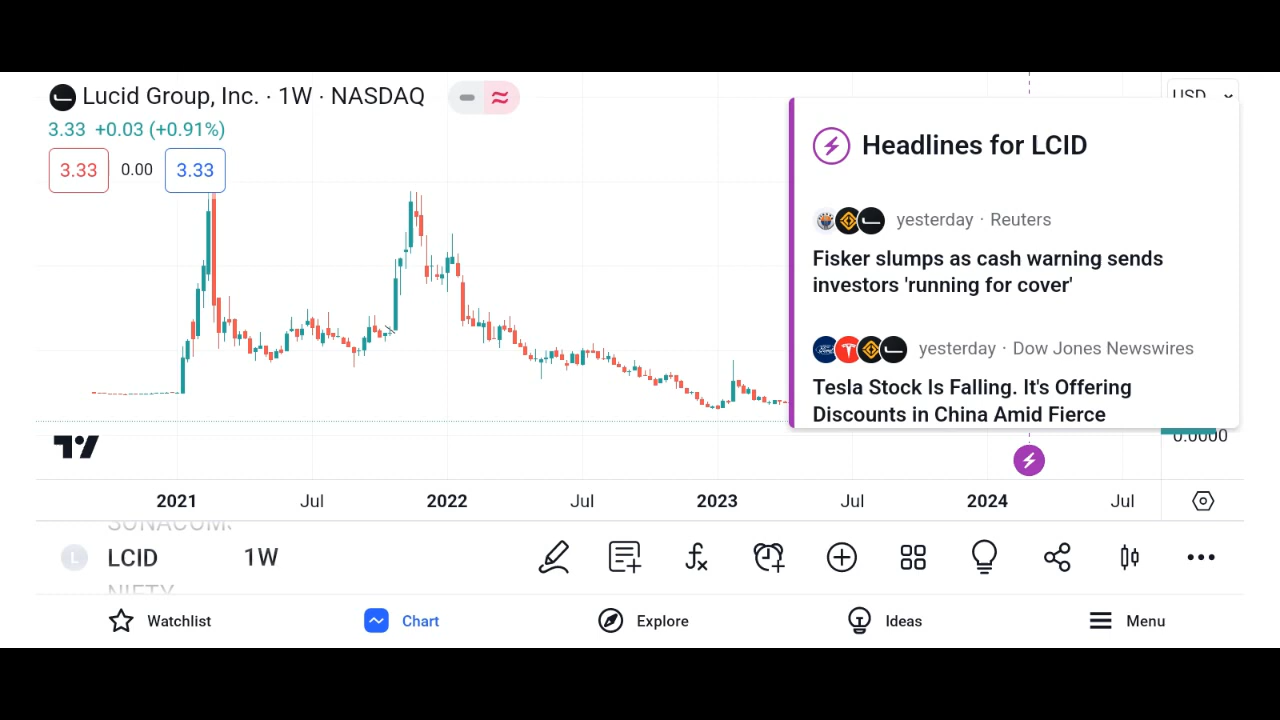 Lucid Group, Inc. · 1W · NASDAQ
USD
3.33 +0.03 (+0.91%)
3.33 0.00 3.33
Headlines for LCID
yesterday · Reuters
Fisker slumps as cash warning sends
investors 'running for cover'
yesterday · Dow Jones Newswires
Tesla Stock Is Falling. It's Offering
Discounts in China Amid Fierce
0.0000
2021 Jul 2022 Jul 2023 Jul 2024 Jul
L LCID 1W
NIFTY
Watchlist Chart Explore Ideas Menu